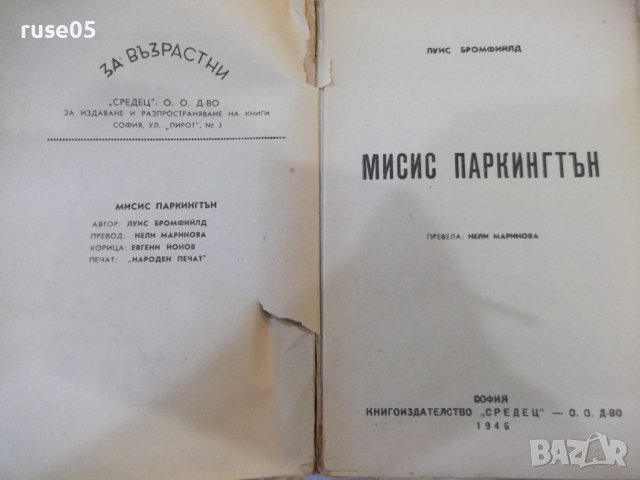 ruse05
ЗА ВЪЗРАСТНИ
„СРЕДЕЦ", О. О. Д-ВО
ЗА ИЗДАВАНЕ И РАЗПРОСТРАНЯВАНЕ НА КНИГИ
СОФИЯ, УЛ. „ПИРОТ", № 3
МИСИС ПАРКИНГТЪН
АВТОР: ЛУИС БРОМФИЙЛД
ПРЕВОД: НЕЛИ МАРИНОВА
КОРИЦА: ЕВГЕНИ ЙОНОВ
ПЕЧАТ: „НАРОДЕН ПЕЧАТ"
ЛУИС БРОМФИЙЛД
МИСИС ПАРКИНГТЪН
ПРЕВЕЛА: НЕЛИ МАРИНОВА
СОФИЯ
КНИГОИЗДАТЕЛСТВО „СРЕДЕЦ" — О. О. Д-ВО
1946
BAZAR
bg